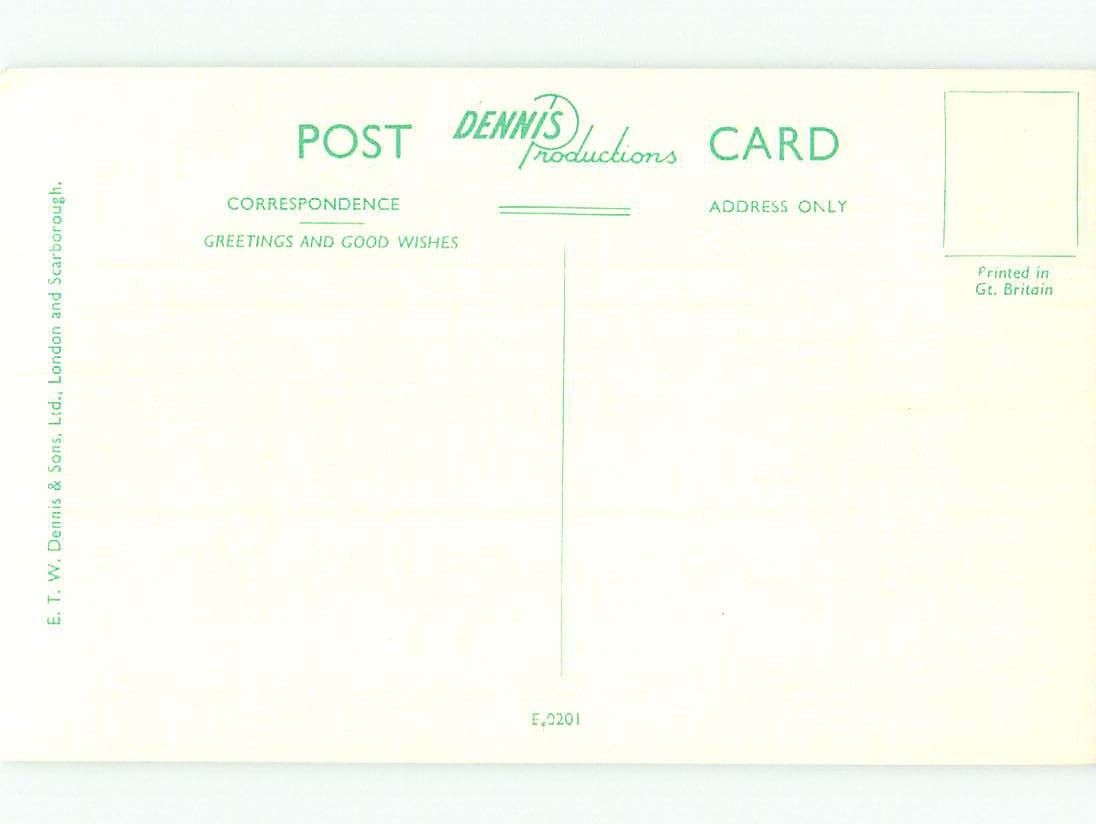 POST DENNIS Productions CARD
CORRESPONDENCE
ADDRESS ONLY
GREETINGS AND GOOD WISHES
Printed in
Gt. Britain
E. T. W. Dennis & Sons, Ltd., London and Scarborough.